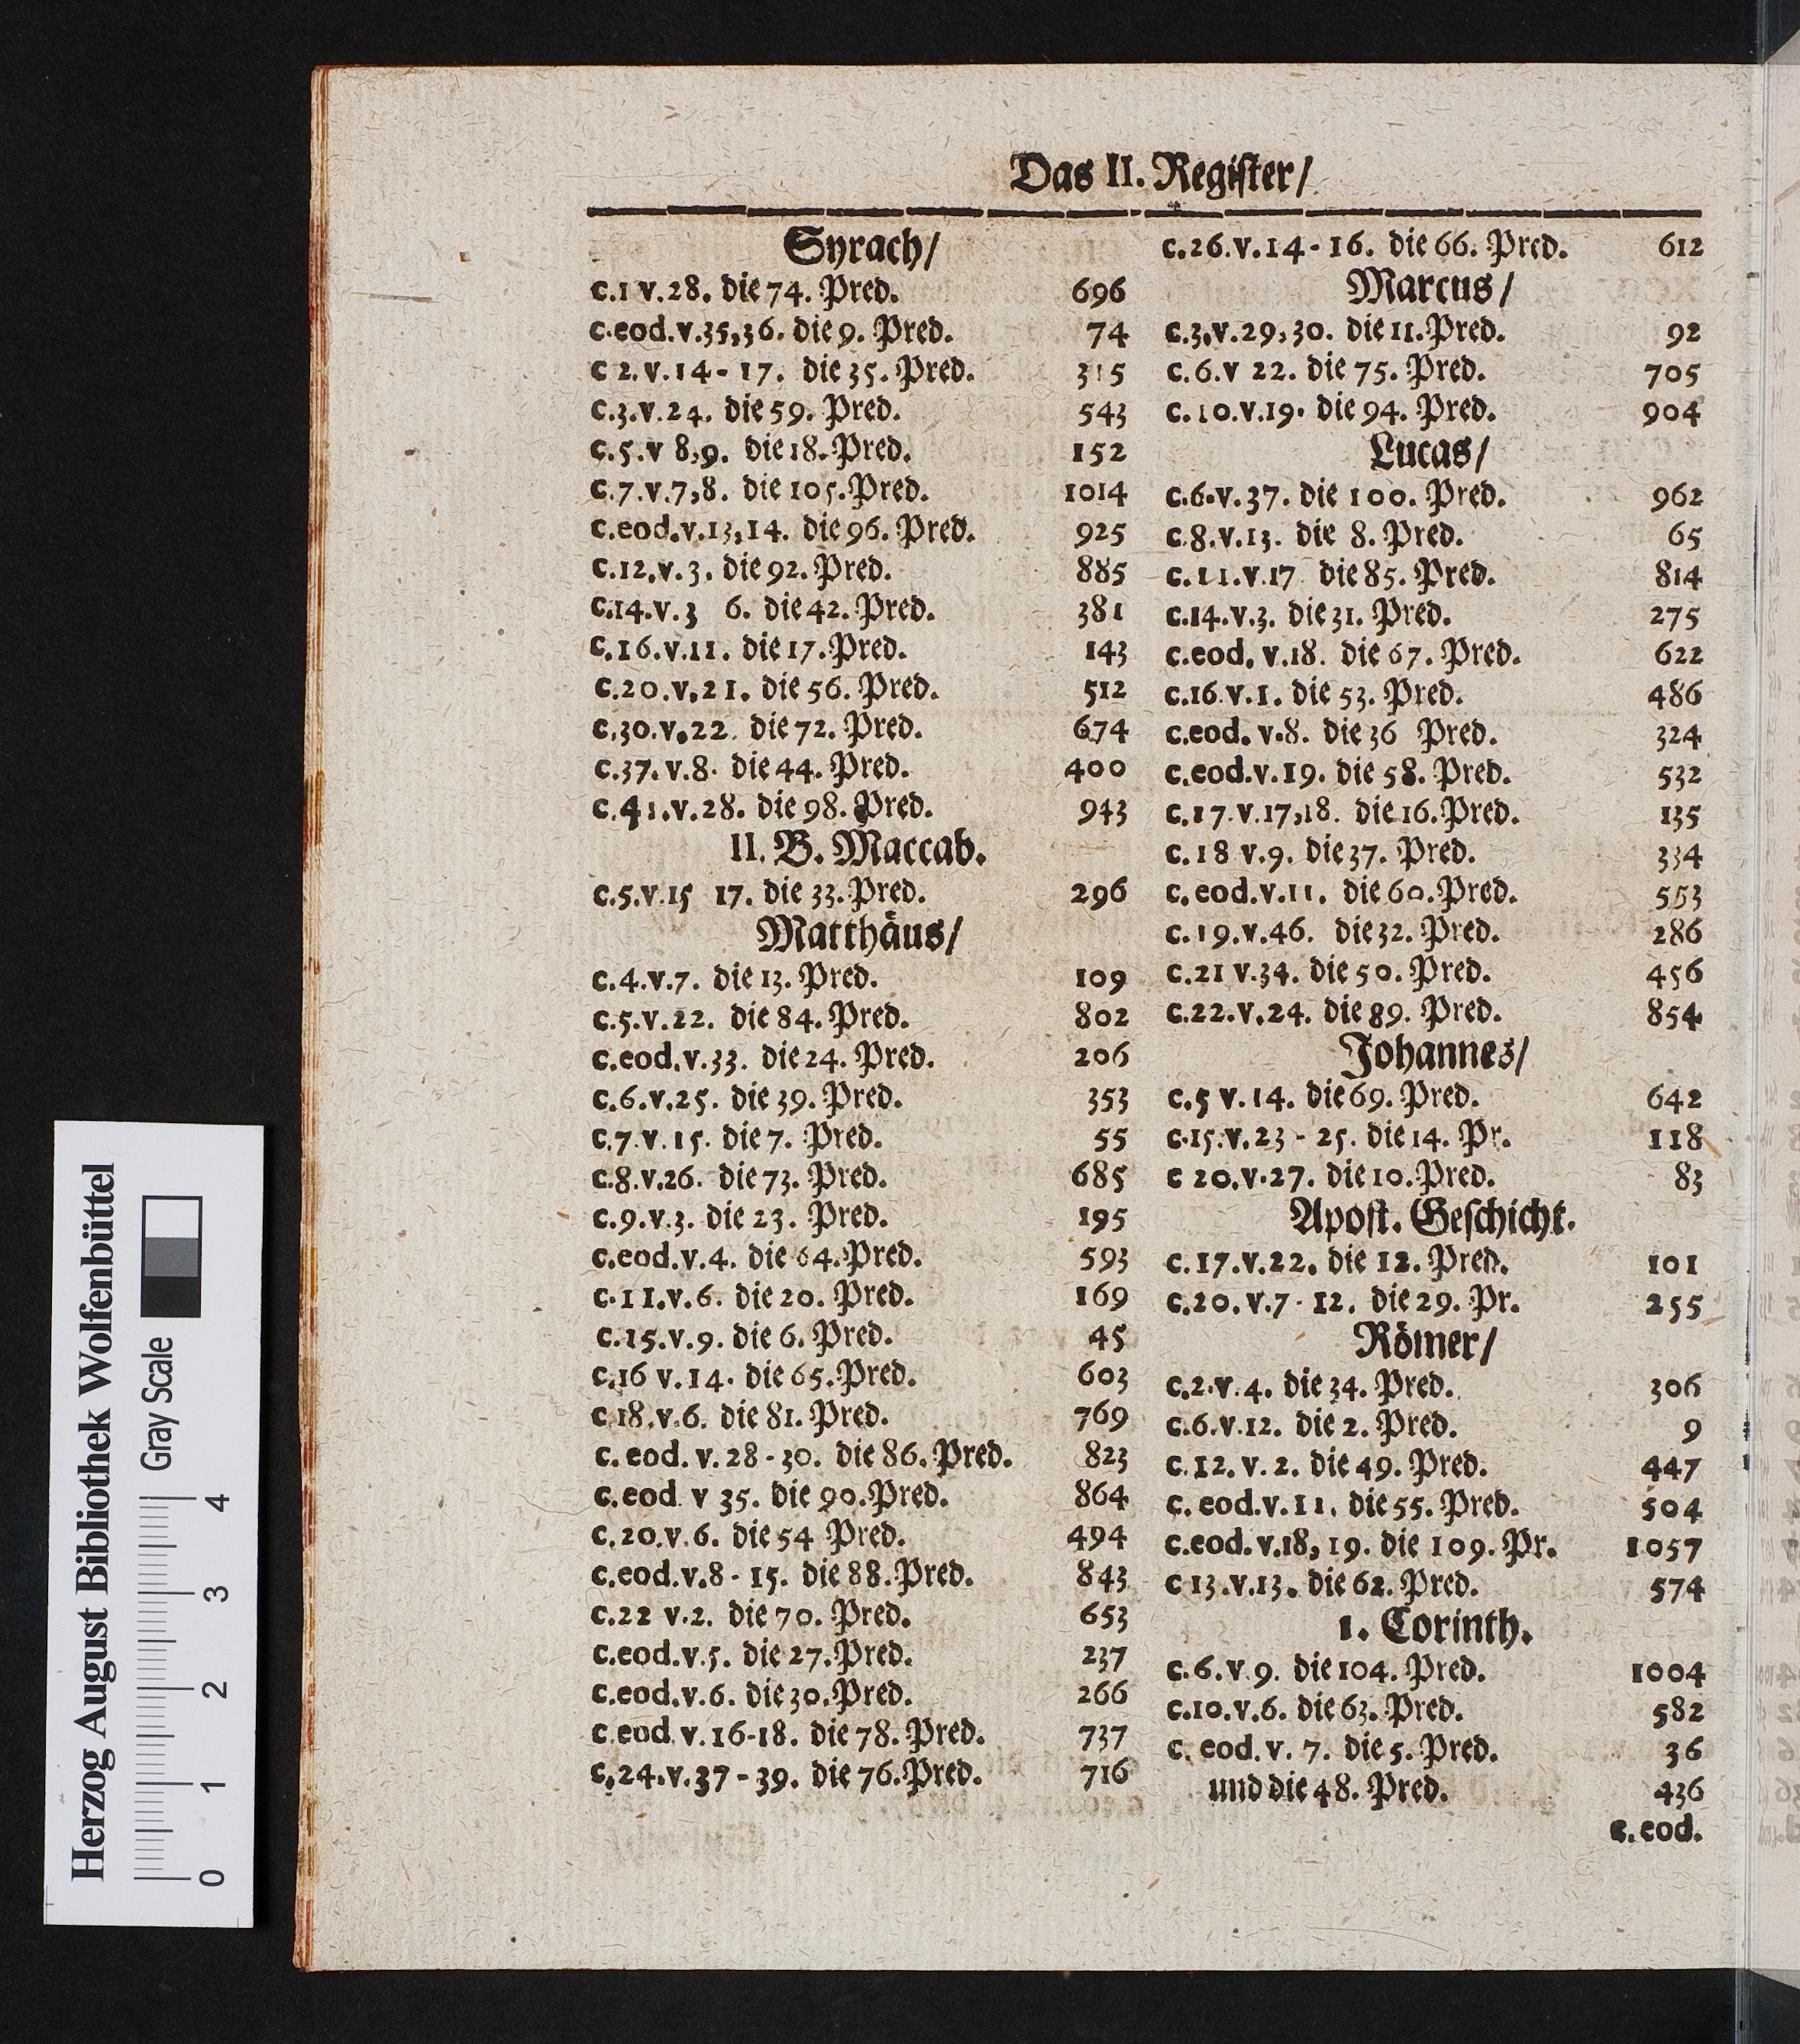 Das II. Register/
Syrach/
c.1 v.28. die 74. Pred. 696
c.eod.v.35,36. die 9. Pred. 74
c 2.v.14-17. die 35. Pred. 315
c.3.v.24. die 59. Pred. 543
c.5.v 8,9. die 18. Pred. 152
c.7.v.7,8. die 105. Pred. 1014
c.eod.v.13,14. die 96. Pred. 925
c.12.v.3. die 92. Pred. 885
c.14.v.3 6. die 42. Pred. 381
c.16.v.11. die 17. Pred. 143
c.20.v.21. die 56. Pred. 512
c.30.v.22. die 72. Pred. 674
c.37.v.8. die 44. Pred. 400
c.41.v.28. die 98. Pred. 943
II. B. Maccab.
c.5.v.15 17. die 33. Pred. 296
Matthäus/
c.4.v.7. die 13. Pred. 109
c.5.v.22. die 84. Pred. 802
c.eod.v.33. die 24. Pred. 206
c.6.v.25. die 39. Pred. 353
c.7.v.15. die 7. Pred. 55
c.8.v.26. die 73. Pred. 685
c.9.v.3. die 23. Pred. 195
c.eod.v.4. die 64. Pred. 593
c.11.v.6. die 20. Pred. 169
c.15.v.9. die 6. Pred. 45
c.16 v.14. die 65. Pred. 603
c 18.v.6. die 81. Pred. 769
c. eod. v. 28-30. die 86. Pred. 823
c.eod. v 35. die 90. Pred. 864
c.20.v.6. die 54 Pred. 494
c.eod.v.8-15. die 88. Pred. 843
c.22 v.2. die 70. Pred. 653
c.eod.v.5. die 27. Pred. 237
c.eod.v.6. die 30. Pred. 266
c.eod.v.16-18. die 78. Pred. 737
c.24.v.37-39. die 76. Pred. 716
c.26.v.14-16. die 66. Pred. 612
Marcus/
c.3.v.29,30. die 11. Pred. 92
c.6.v 22. die 75. Pred. 705
c.10.v.19. die 94. Pred. 904
Lucas/
c.6.v.37. die 100. Pred. 962
c.8.v.13. die 8. Pred. 65
c.11.v.17 die 85. Pred. 814
c.14.v.3. die 31. Pred. 275
c.eod. v.18. die 67. Pred. 622
c.16.v.1. die 53. Pred. 486
c.eod. v.8. die 36 Pred. 324
c.eod.v.19. die 58. Pred. 532
c.17.v.17,18. die 16. Pred. 135
c.18 v.9. die 37. Pred. 334
c. eod.v.11. die 60. Pred. 553
c.19.v.46. die 32. Pred. 286
c.21 v.34. die 50. Pred. 456
c.22.v.24. die 89. Pred. 854
Johannes/
c.5 v.14. die 69. Pred. 642
c.15.v.23-25. die 14. Pr. 118
c 20.v.27. die 10. Pred. 83
Apost. Geschicht.
c.17.v.22. die 12. Pred. 101
c.20.v.7-12. die 29. Pr. 255
Römer/
c.2.v.4. die 34. Pred. 306
c.6.v.12. die 2. Pred. 9
c.12.v.2. die 49. Pred. 447
c. eod.v.11. die 55. Pred. 504
c.eod.v.18,19. die 109. Pr. 1057
c 13.v.13. die 62. Pred. 574
1. Corinth.
c.6.v.9. die 104. Pred. 1004
c.10.v.6. die 63. Pred. 582
c. eod. v. 7. die 5. Pred. 36
und die 48. Pred. 436
c. eod.
Herzog August Bibliothek Wolfenbüttel
Gray Scale
0 1 2 3 4